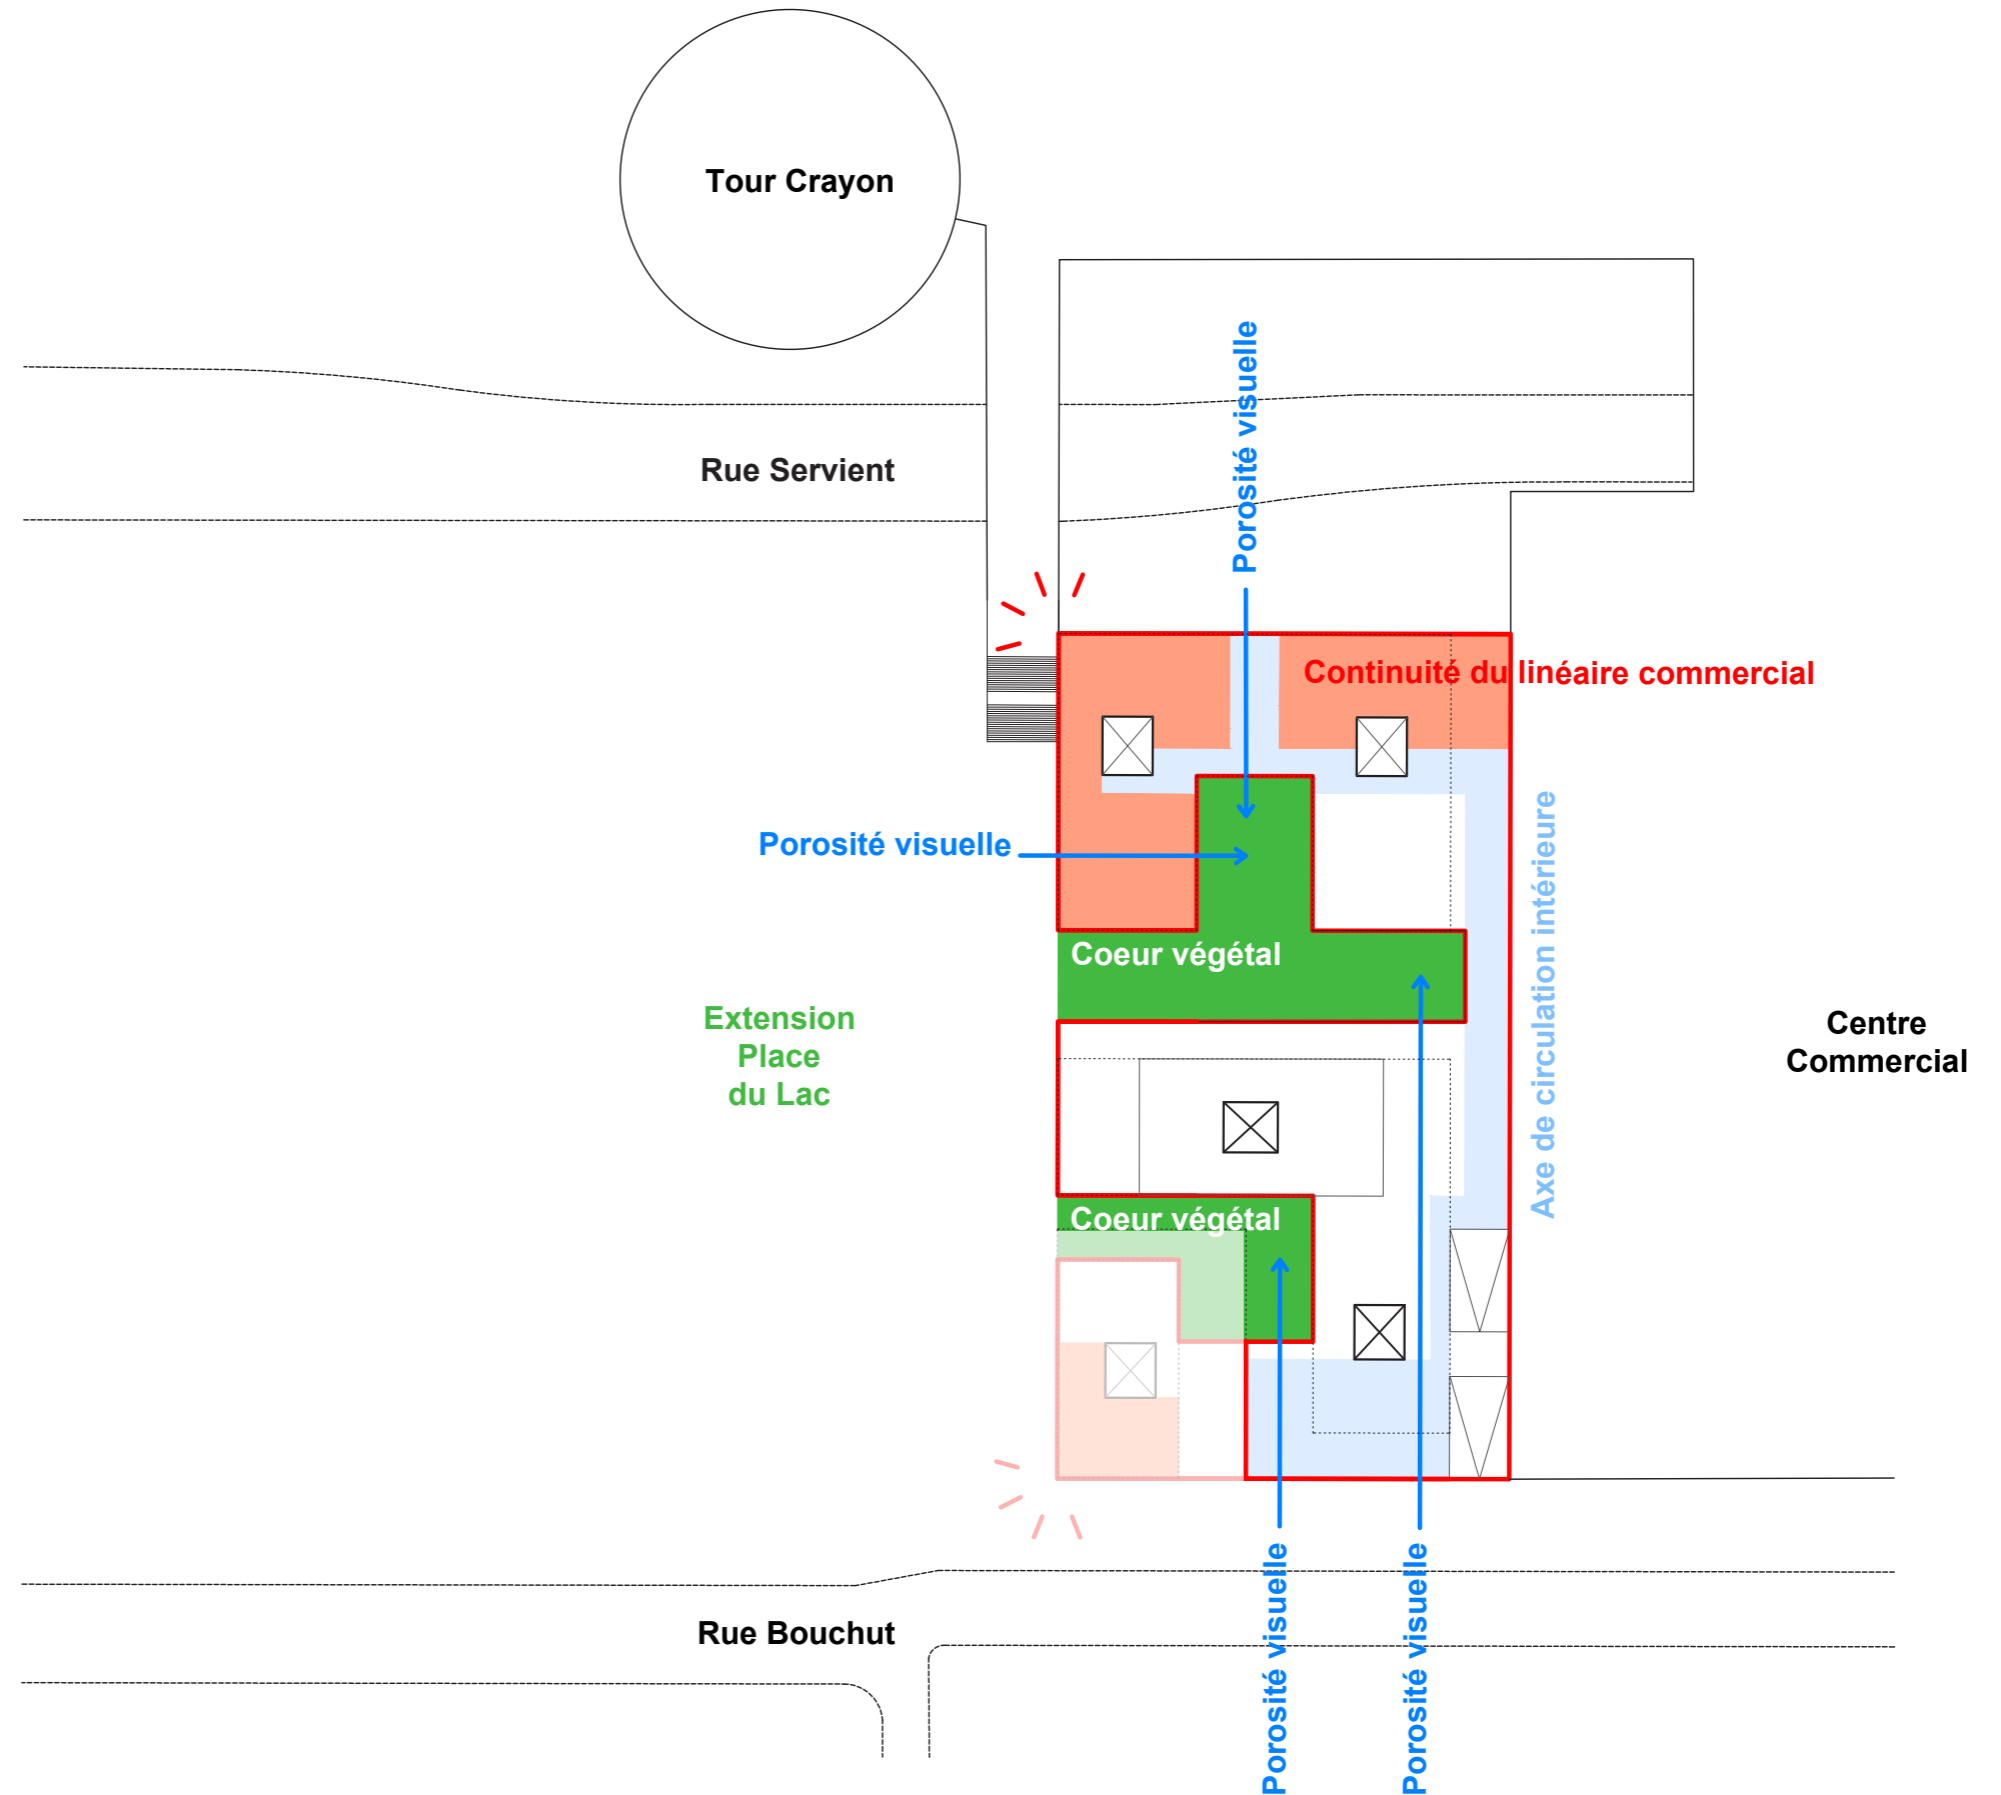 Tour Crayon
Porosité visuelle
Rue Servient
Continuité du linéaire commercial
Porosité visuelle
Axe de circulation intérieure
Coeur végétal
Extension
Place
du Lac
Centre
Commercial
Coeur végétal
Porosité visuelle
Porosité visuelle
Rue Bouchut